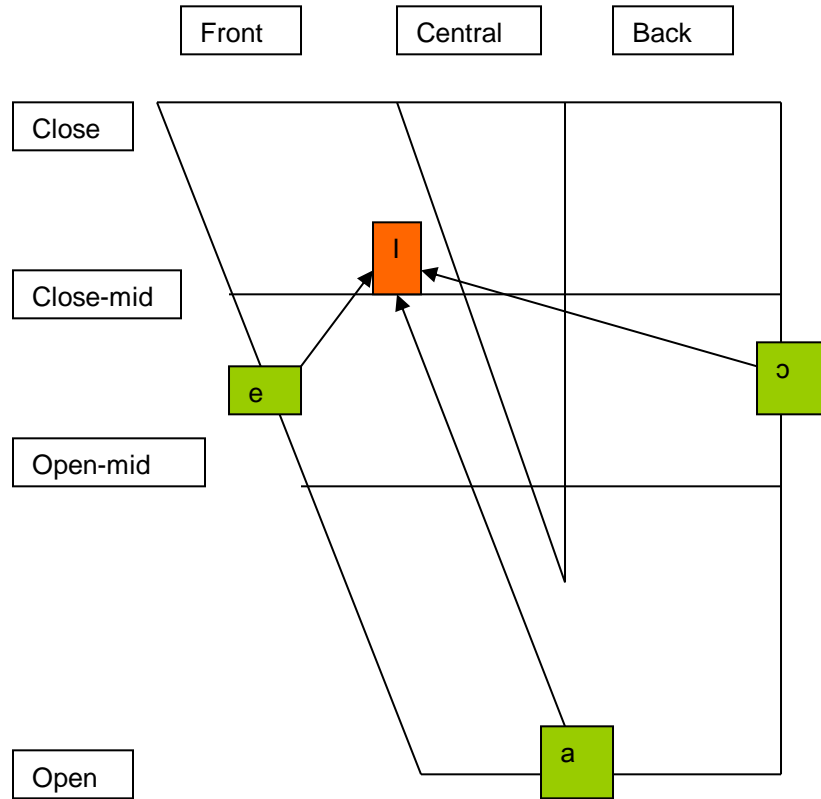 Front Central Back
Close
I
Close-mid
ɔ
e
Open-mid
a
Open